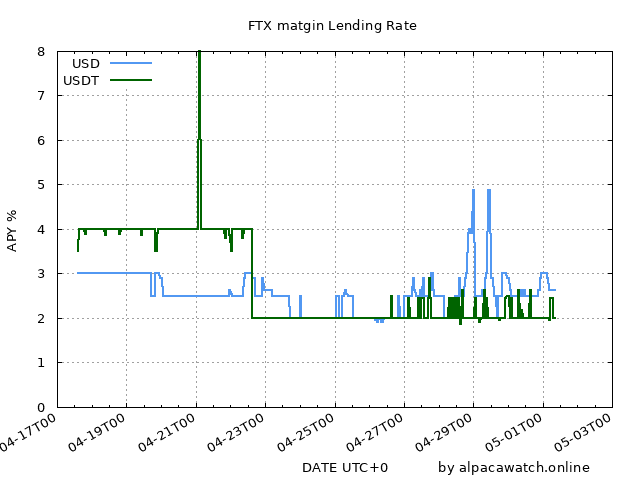 FTX matgin Lending Rate
USD
USDT
8
7
6
5
4
3
2
1
0
APY %
04-17T00
04-19T00
04-21T00
04-23T00
04-25T00
04-27T00
04-29T00
05-01T00
05-03T00
DATE UTC+0
by alpacawatch.online